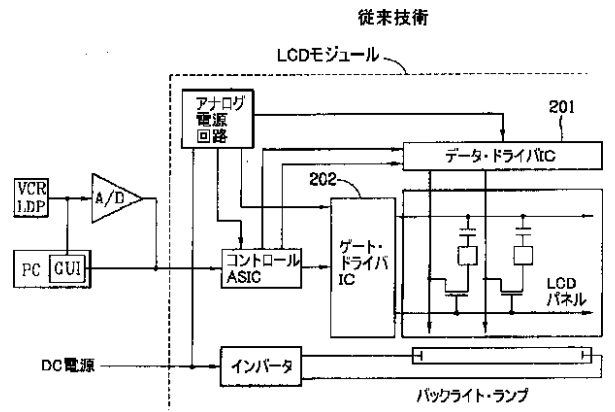 従来技術
LCDモジュール
アナログ
電源
回路
201
データ・ドライバIC
VCR
LDP
A/D
202
PC
GUI
コントロール
ASIC
ゲート・
ドライバ
IC
LCD
パネル
DC電源
インバータ
バックライト・ランプ